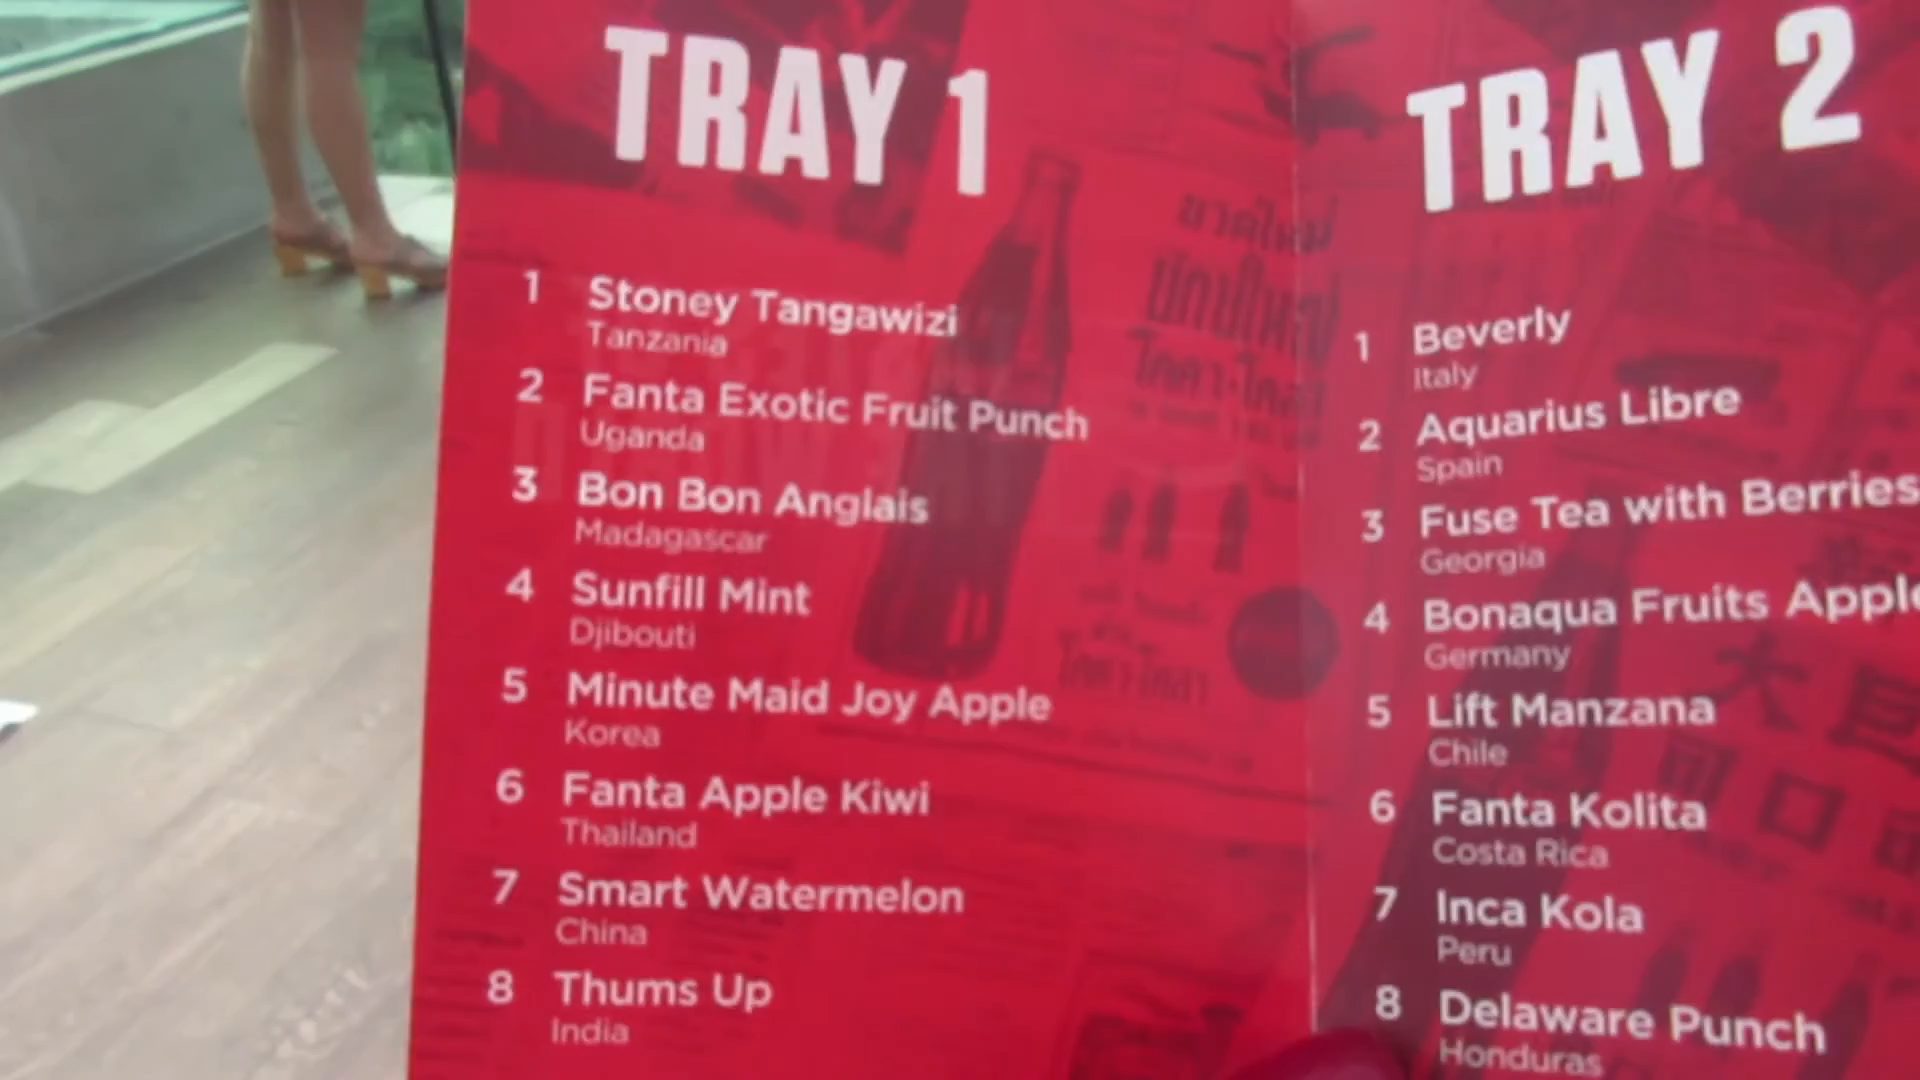 TRAY 1
1 Stoney Tangawizi
Tanzania
2 Fanta Exotic Fruit Punch
Uganda
3 Bon Bon Anglais
Madagascar
4 Sunfill Mint
Djibouti
5 Minute Maid Joy Apple
Korea
6 Fanta Apple Kiwi
Thailand
7 Smart Watermelon
China
8 Thums Up
India
TRAY 2
1 Beverly
Italy
2 Aquarius Libre
Spain
3 Fuse Tea with Berries
Georgia
4 Bonaqua Fruits Apple
Germany
5 Lift Manzana
Chile
6 Fanta Kolita
Costa Rica
7 Inca Kola
Peru
8 Delaware Punch
Honduras